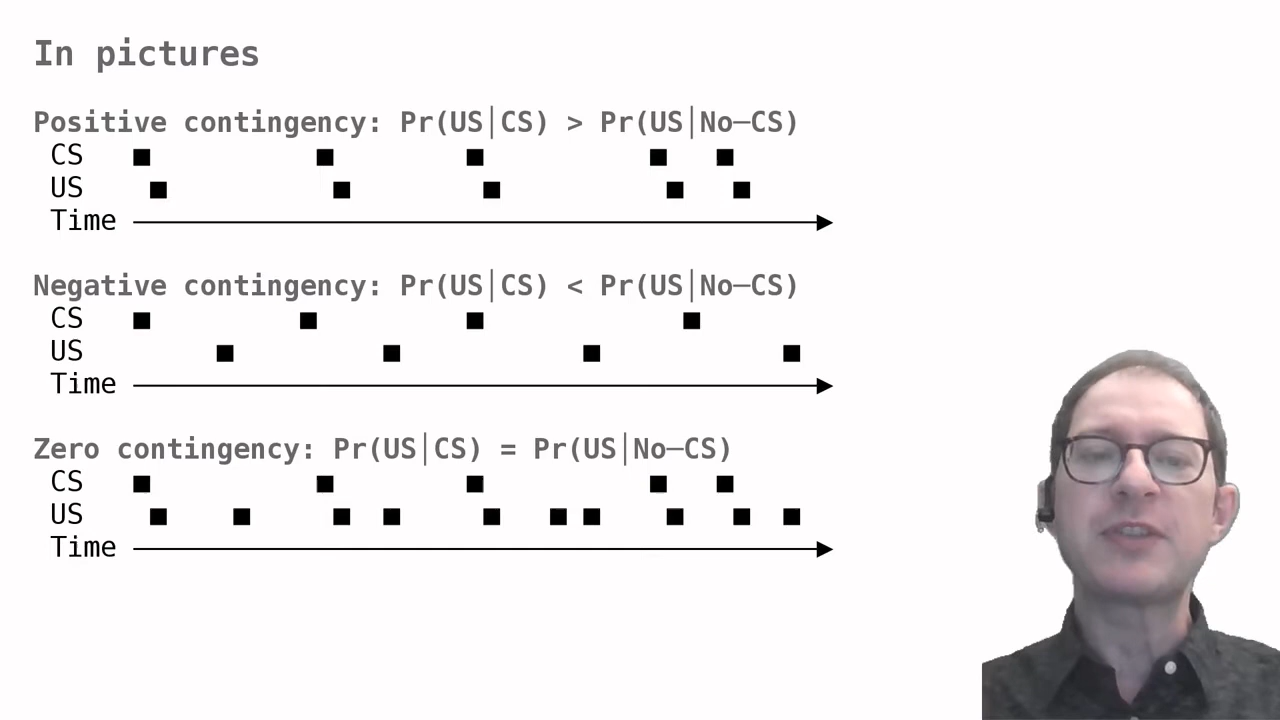 In pictures
Positive contingency: Pr(US│CS) > Pr(US│No─CS)
CS
US
Time
Negative contingency: Pr(US│CS) < Pr(US│No─CS)
CS
US
Time
Zero contingency: Pr(US│CS) = Pr(US│No─CS)
CS
US
Time